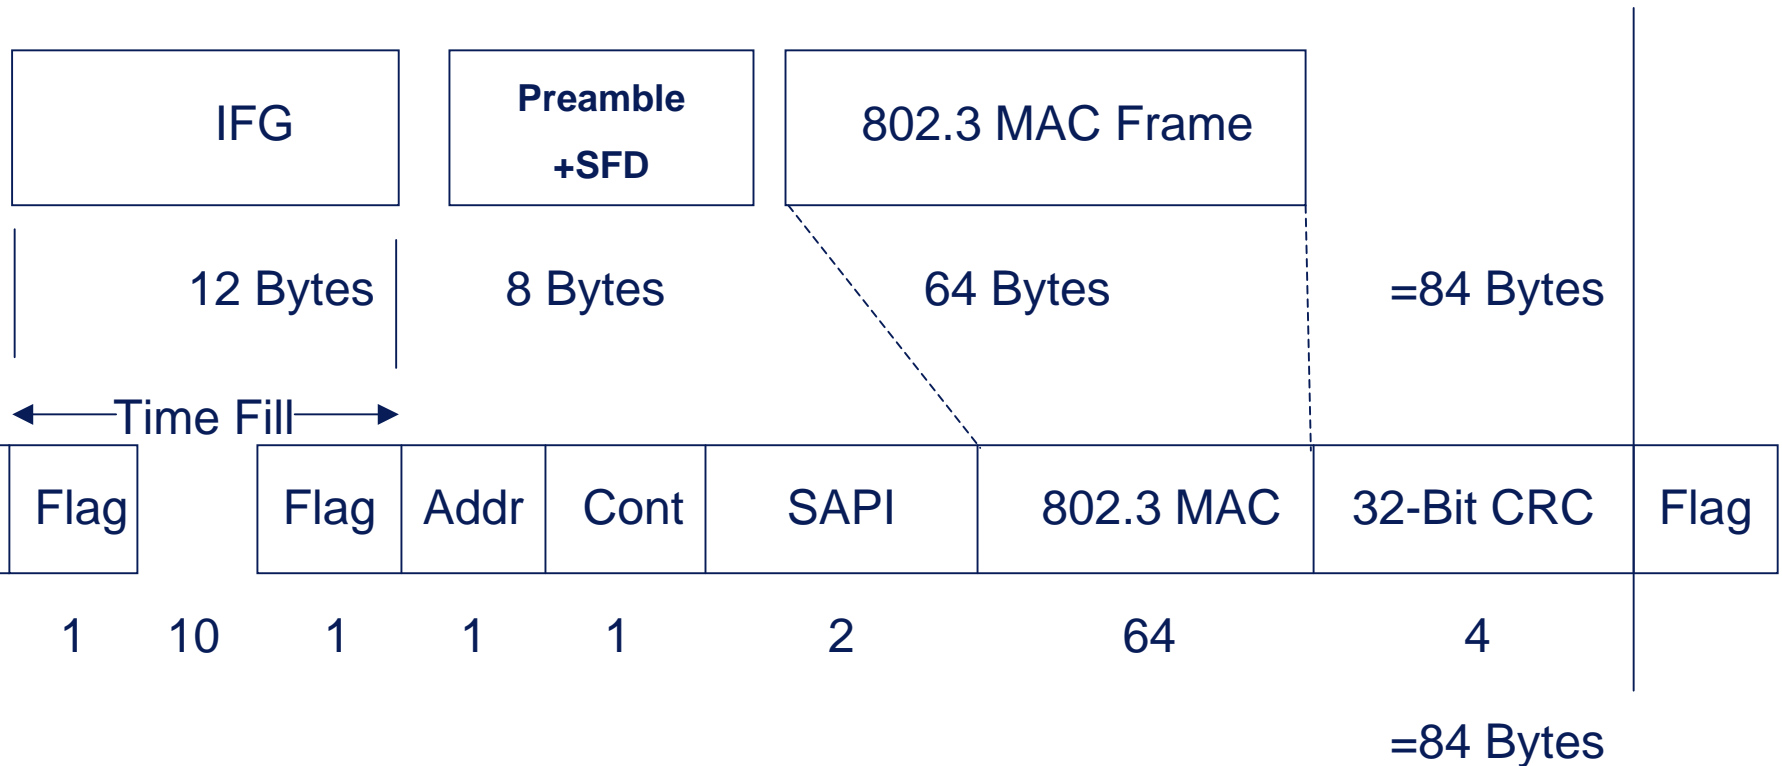 IFG
Preamble
+SFD
802.3 MAC Frame
12 Bytes
8 Bytes
64 Bytes
=84 Bytes
Time Fill
Flag
Flag
Addr
Cont
SAPI
802.3 MAC
32-Bit CRC
Flag
1
10
1
1
1
2
64
4
=84 Bytes